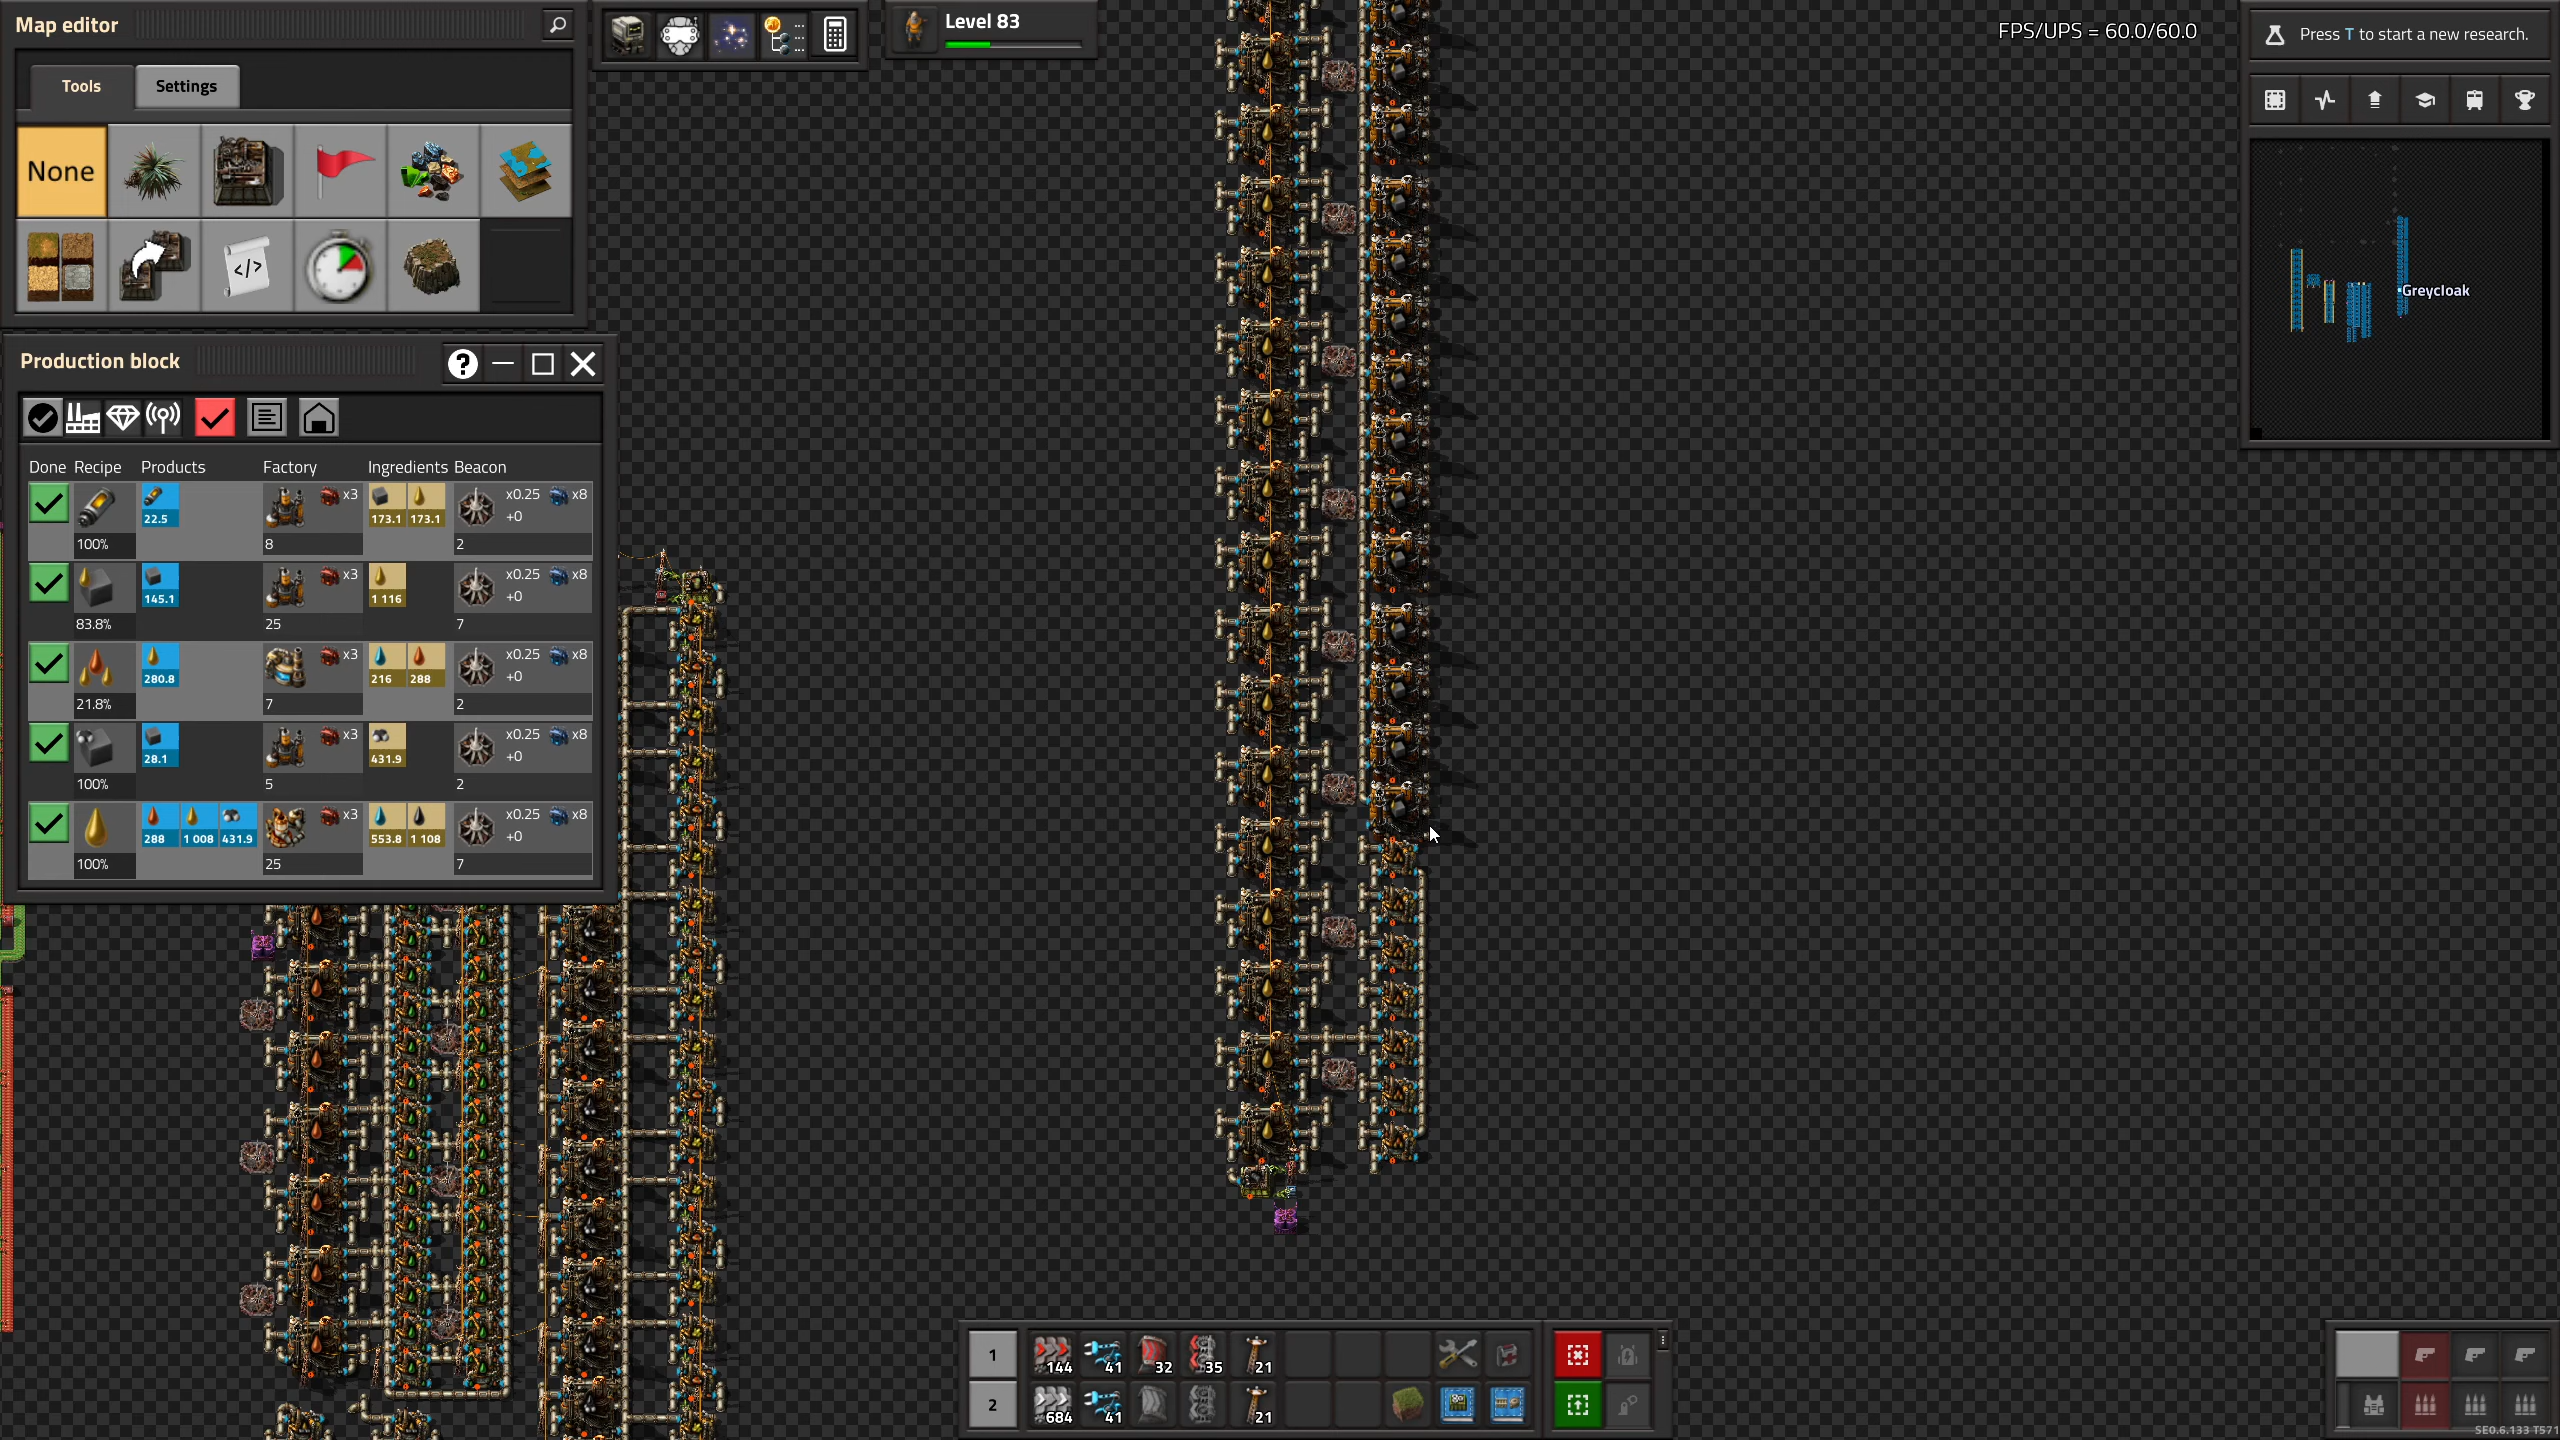 Map editor
Tools
Settings
None
Level 83
FPS/UPS = 60.0/60.0
Press T to start a new research.
Greycloak
Production block
Done Recipe Products Factory Ingredients Beacon
22.5 x3 173.1 173.1 x0.25 x8
+0
100% 8 2
145.1 x3 1 116 x0.25 x8
+0
83.8% 25 7
280.8 x3 216 288 x0.25 x8
+0
21.8% 7 2
28.1 x3 431.9 x0.25 x8
+0
100% 5 2
288 1 008 431.9 x3 553.8 1 108 x0.25 x8
+0
100% 25 7
1 144 41 32 35 21
2 684 41 21
SE0.6.133 T571